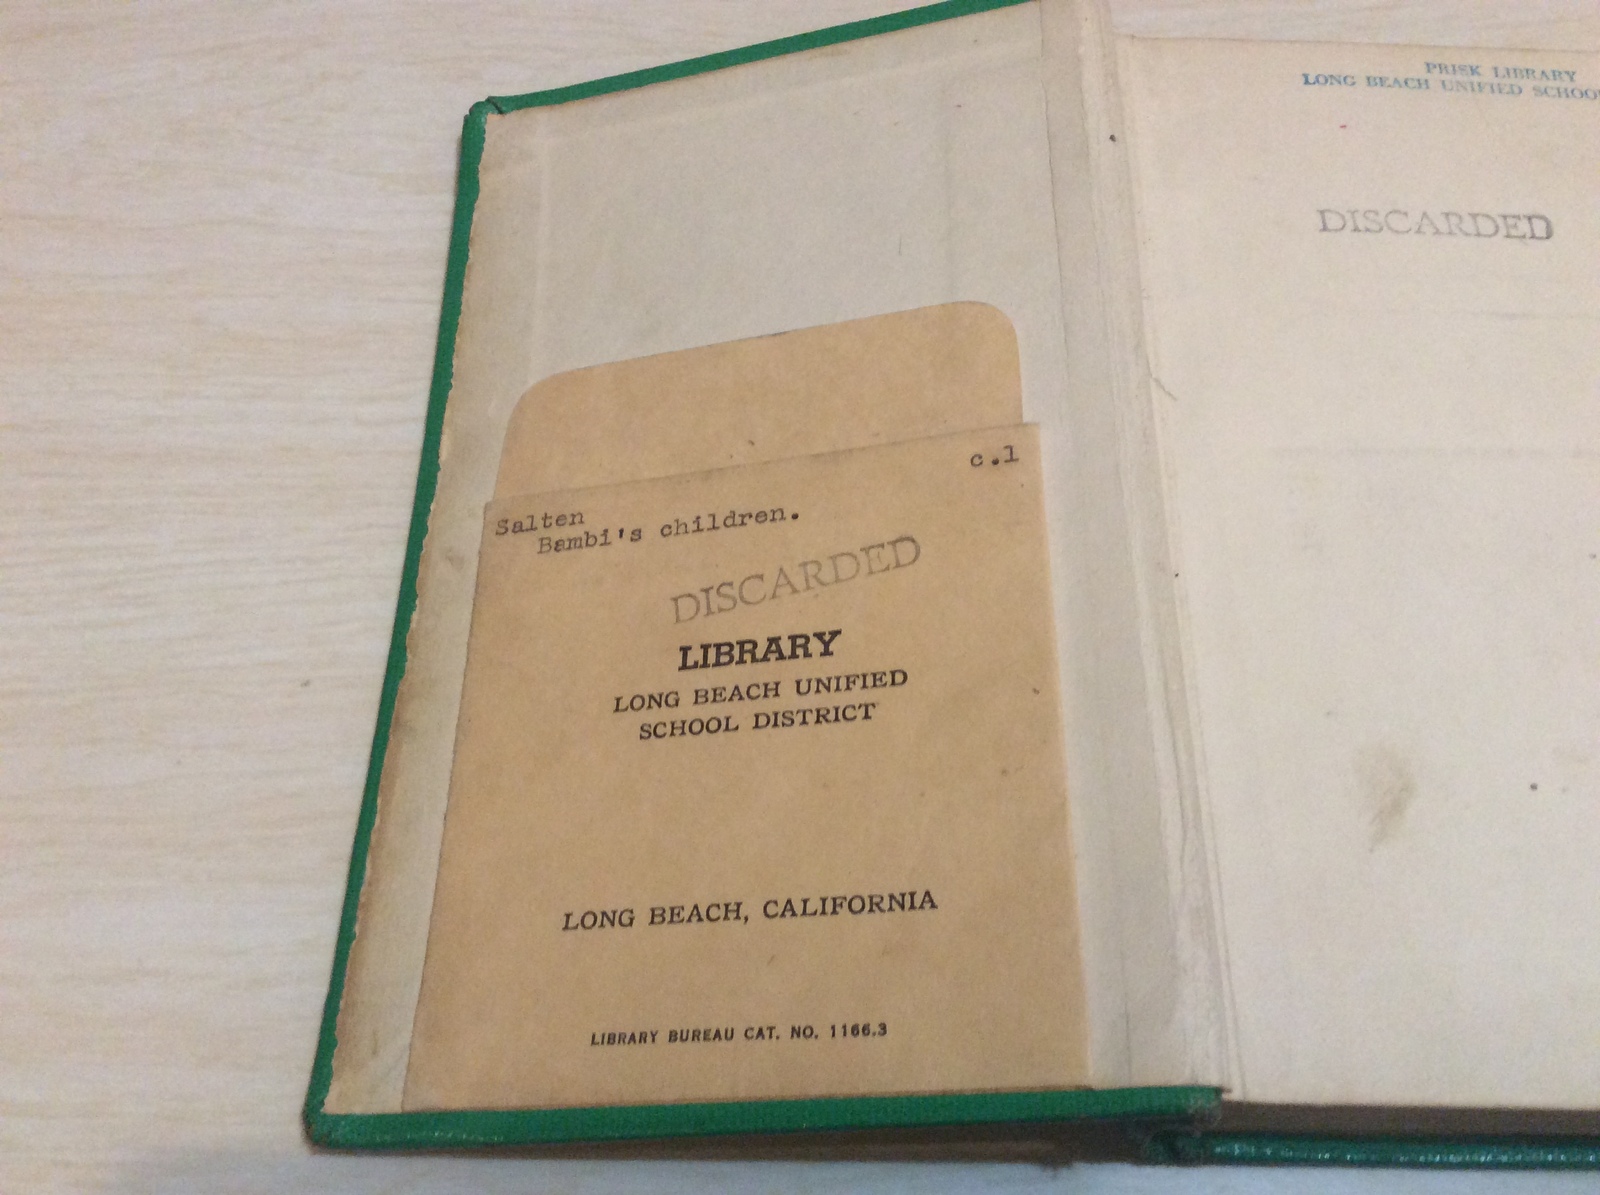 c.1
Salten
Bambi's children.
DISCARDED
LIBRARY
LONG BEACH UNIFIED
SCHOOL DISTRICT
LONG BEACH, CALIFORNIA
LIBRARY BUREAU CAT. NO. 1166.3
PRISK LIBRARY
LONG BEACH UNIFIED SCHOO
DISCARDED